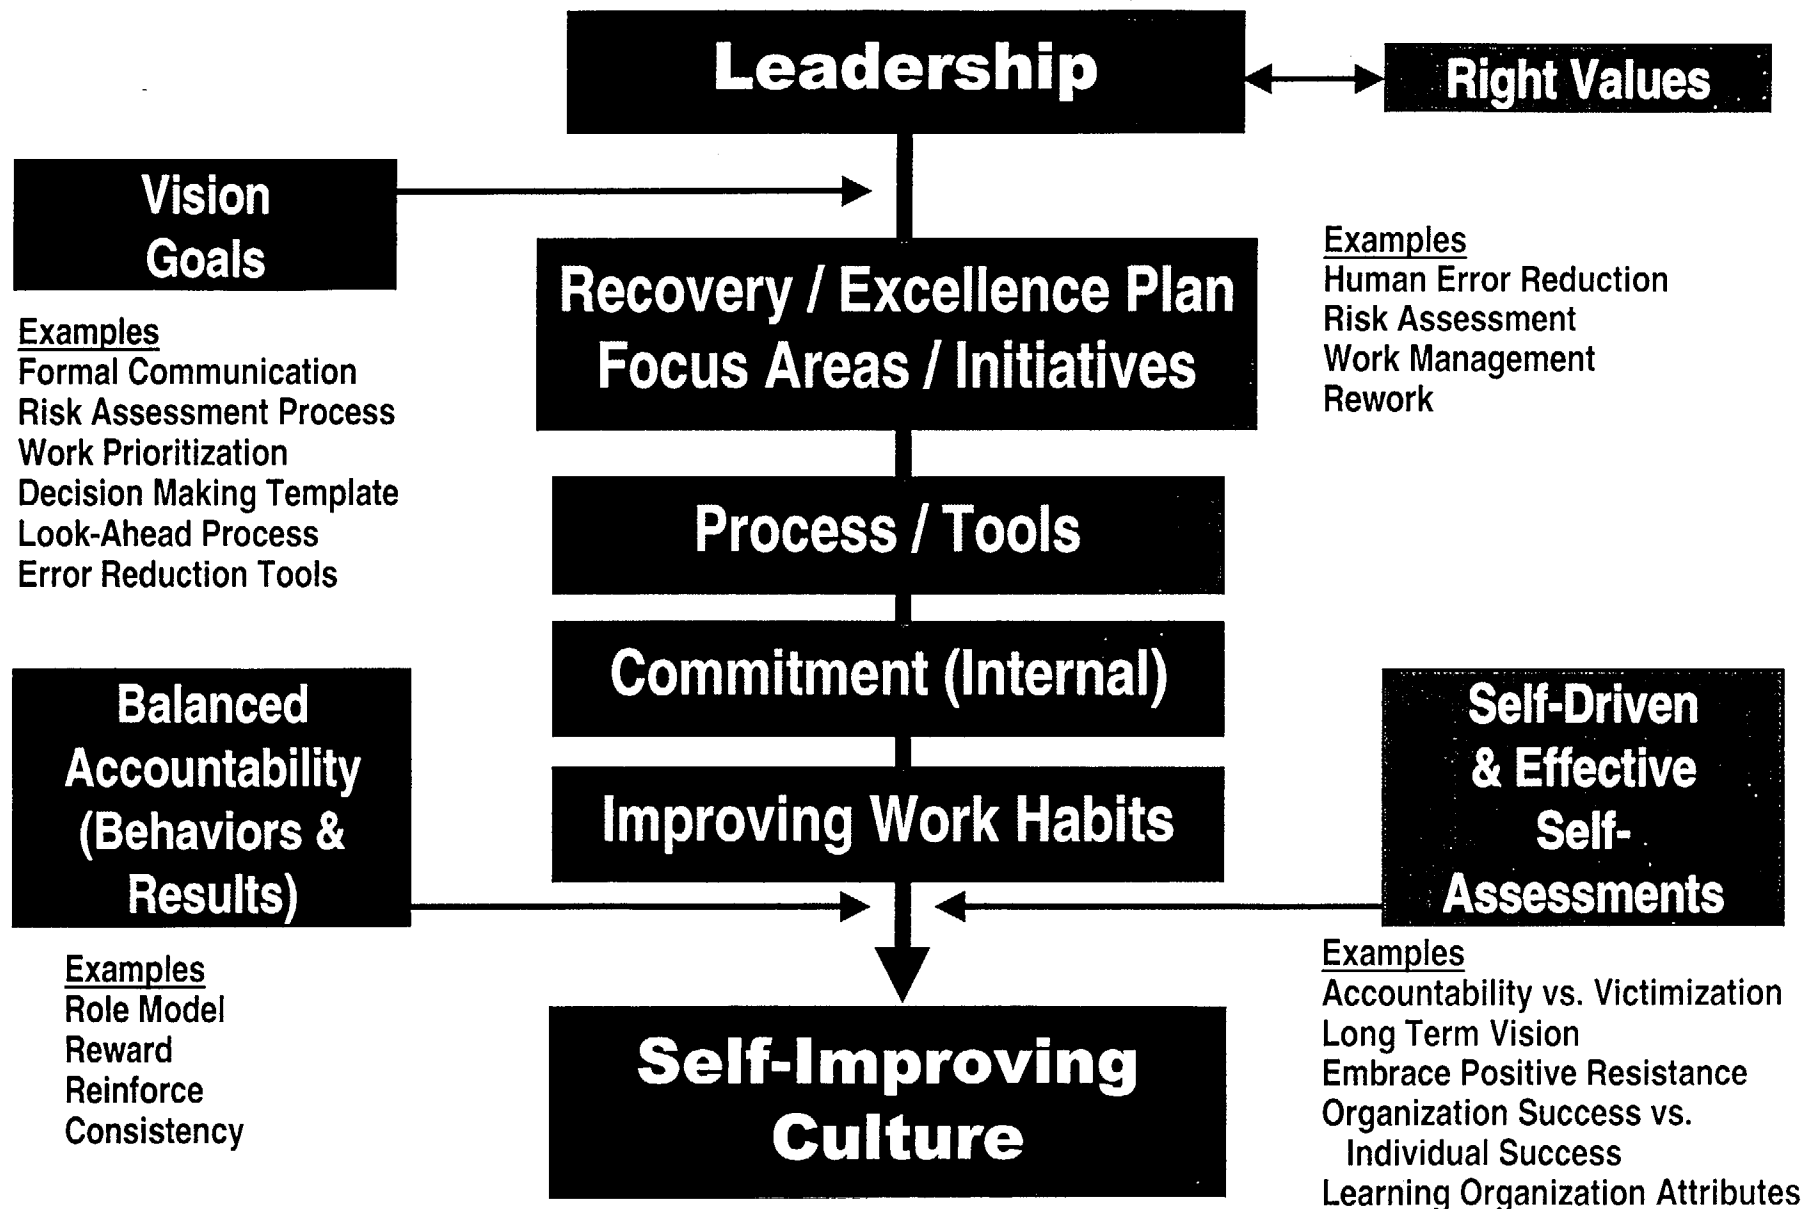 Leadership
Right Values
Vision
Goals
Examples
Formal Communication
Risk Assessment Process
Work Prioritization
Decision Making Template
Look-Ahead Process
Error Reduction Tools
Recovery / Excellence Plan
Focus Areas / Initiatives
Examples
Human Error Reduction
Risk Assessment
Work Management
Rework
Process / Tools
Commitment (Internal)
Improving Work Habits
Balanced
Accountability
(Behaviors &
Results)
Examples
Role Model
Reward
Reinforce
Consistency
Self-Driven
& Effective
Self-
Assessments
Examples
Accountability vs. Victimization
Long Term Vision
Embrace Positive Resistance
Organization Success vs.
Individual Success
Learning Organization Attributes
Self-Improving
Culture